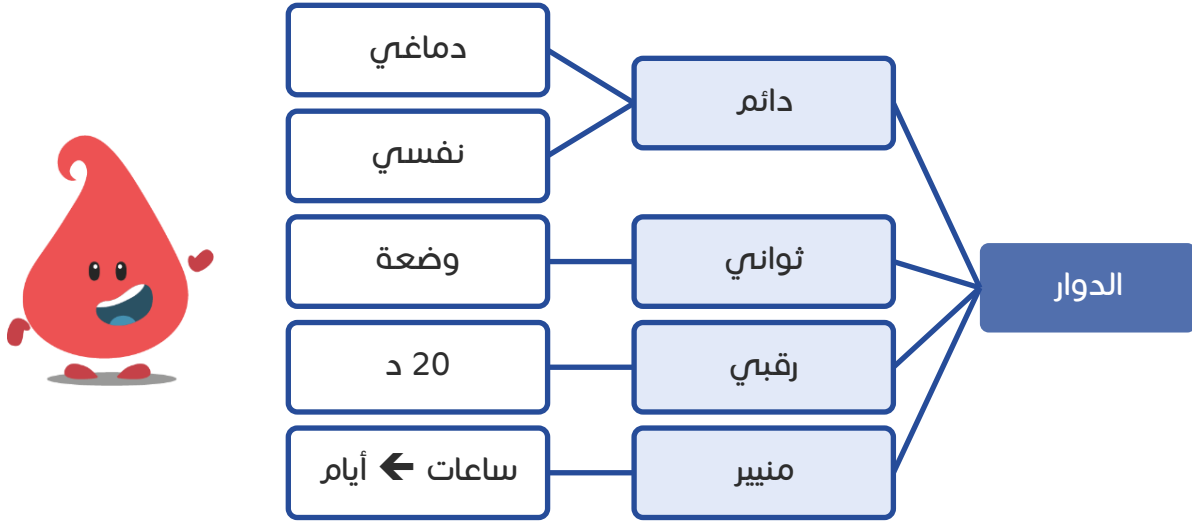 الدوار
دائم
دماغي
نفسي
ثواني
وضعة
رقبي
20 د
منيير
ساعات 🡸 أيام